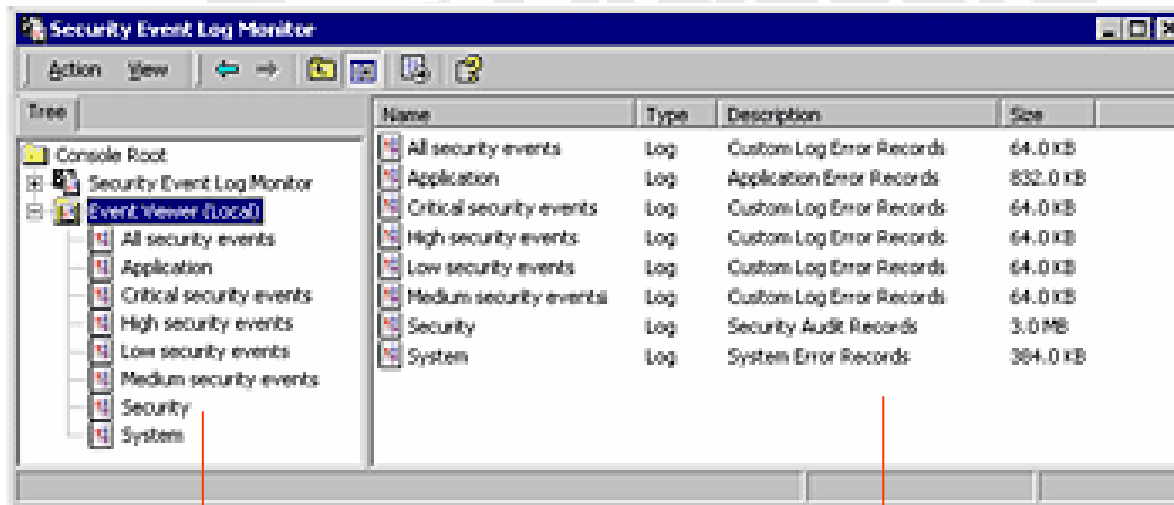 Security Event Log Monitor
Action View
Tree
Console Root
Security Event Log Monitor
Event Viewer (Local)
All security events
Application
Critical security events
High security events
Low security events
Medium security events
Security
System
Name Type Description Size
All security events Log Custom Log Error Records 64.0 KB
Application Log Application Error Records 832.0 KB
Critical security events Log Custom Log Error Records 64.0 KB
High security events Log Custom Log Error Records 64.0 KB
Low security events Log Custom Log Error Records 64.0 KB
Medium security events Log Custom Log Error Records 64.0 KB
Security Log Security Audit Records 3.0 MB
System Log System Error Records 384.0 KB